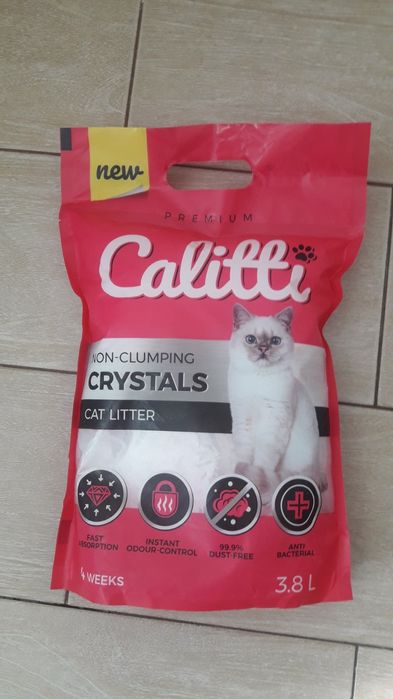 new
PREMIUM
Calitti
NON-CLUMPING
CRYSTALS
CAT LITTER
FAST
ABSORPTION
INSTANT
ODOUR-CONTROL
99.9%
DUST FREE
ANTI
BACTERIAL
4 WEEKS
3.8 L